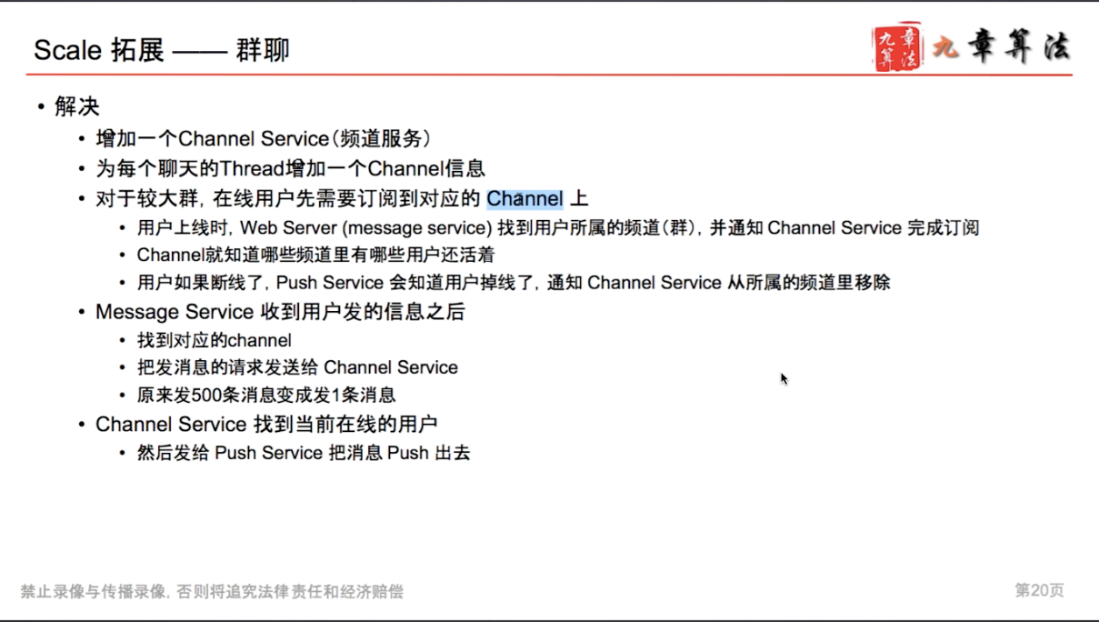 Scale 拓展 —— 群聊
九章算法
九章算法
• 解决
• 增加一个Channel Service（频道服务）
• 为每个聊天的Thread增加一个Channel信息
• 对于较大群, 在线用户先需要订阅到对应的 Channel 上
• 用户上线时, Web Server (message service) 找到用户所属的频道（群）, 并通知 Channel Service 完成订阅
• Channel就知道哪些频道里有哪些用户还活着
• 用户如果断线了, Push Service 会知道用户掉线了, 通知 Channel Service 从所属的频道里移除
• Message Service 收到用户发的信息之后
• 找到对应的channel
• 把发消息的请求发送给 Channel Service
• 原来发500条消息变成发1条消息
• Channel Service 找到当前在线的用户
• 然后发给 Push Service 把消息 Push 出去
禁止录像与传播录像, 否则将追究法律责任和经济赔偿
第20页